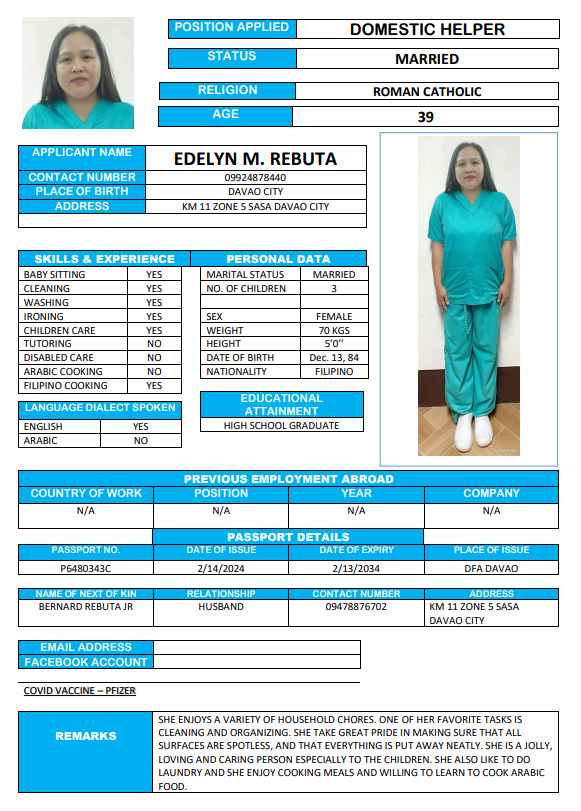 POSITION APPLIED DOMESTIC HELPER
STATUS MARRIED
RELIGION ROMAN CATHOLIC
AGE 39
APPLICANT NAME EDELYN M. REBUTA
CONTACT NUMBER 09924878440
PLACE OF BIRTH DAVAO CITY
ADDRESS KM 11 ZONE 5 SASA DAVAO CITY
SKILLS & EXPERIENCE
BABY SITTING YES
CLEANING YES
WASHING YES
IRONING YES
CHILDREN CARE YES
TUTORING NO
DISABLED CARE NO
ARABIC COOKING NO
FILIPINO COOKING YES
PERSONAL DATA
MARITAL STATUS MARRIED
NO. OF CHILDREN 3
SEX FEMALE
WEIGHT 70 KGS
HEIGHT 5’0’’
DATE OF BIRTH Dec. 13, 84
NATIONALITY FILIPINO
LANGUAGE DIALECT SPOKEN
ENGLISH YES
ARABIC NO
EDUCATIONAL
ATTAINMENT
HIGH SCHOOL GRADUATE
PREVIOUS EMPLOYMENT ABROAD
COUNTRY OF WORK POSITION YEAR COMPANY
N/A N/A N/A N/A
PASSPORT DETAILS
PASSPORT NO. DATE OF ISSUE DATE OF EXPIRY PLACE OF ISSUE
P6480343C 2/14/2024 2/13/2034 DFA DAVAO
NAME OF NEXT OF KIN RELATIONSHIP CONTACT NUMBER ADDRESS
BERNARD REBUTA JR HUSBAND 09478876702 KM 11 ZONE 5 SASA
DAVAO CITY
EMAIL ADDRESS
FACEBOOK ACCOUNT
COVID VACCINE – PFIZER
REMARKS
SHE ENJOYS A VARIETY OF HOUSEHOLD CHORES. ONE OF HER FAVORITE TASKS IS
CLEANING AND ORGANIZING. SHE TAKE GREAT PRIDE IN MAKING SURE THAT ALL
SURFACES ARE SPOTLESS, AND THAT EVERYTHING IS PUT AWAY NEATLY. SHE IS A JOLLY,
LOVING AND CARING PERSON ESPECIALLY TO THE CHILDREN. SHE ALSO LIKE TO DO
LAUNDRY AND SHE ENJOY COOKING MEALS AND WILLING TO LEARN TO COOK ARABIC
FOOD.